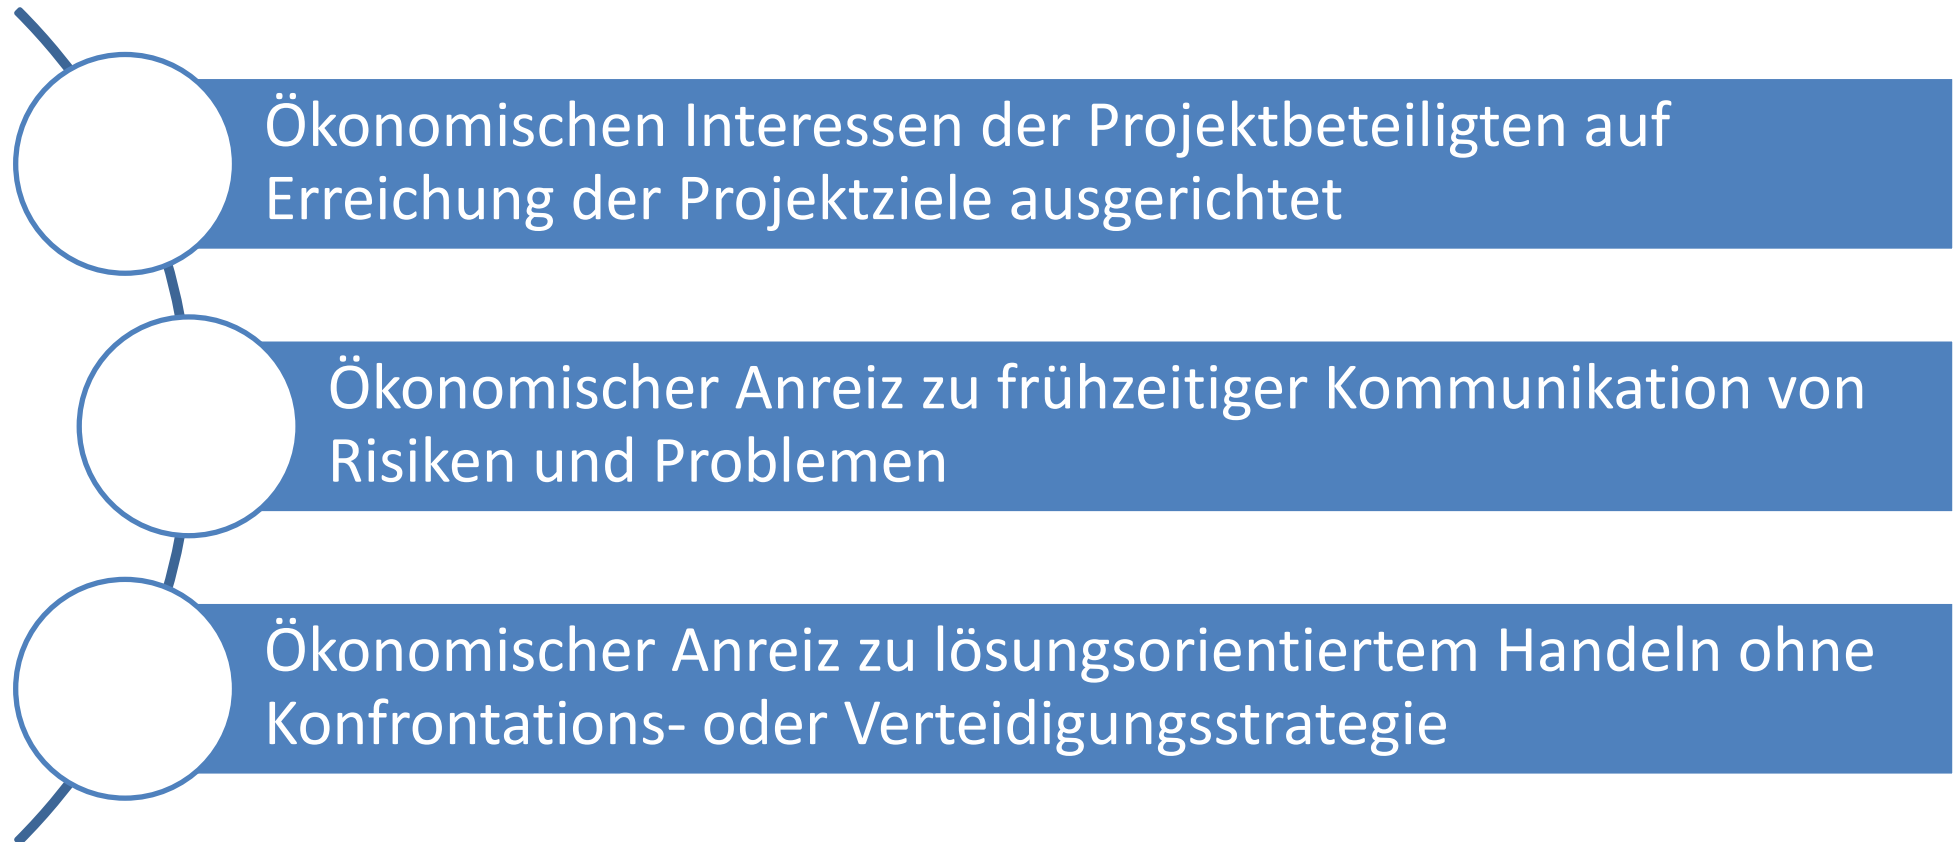 Ökonomischen Interessen der Projektbeteiligten auf
Erreichung der Projektziele ausgerichtet
Ökonomischer Anreiz zu frühzeitiger Kommunikation von
Risiken und Problemen
Ökonomischer Anreiz zu lösungsorientiertem Handeln ohne
Konfrontations- oder Verteidigungsstrategie